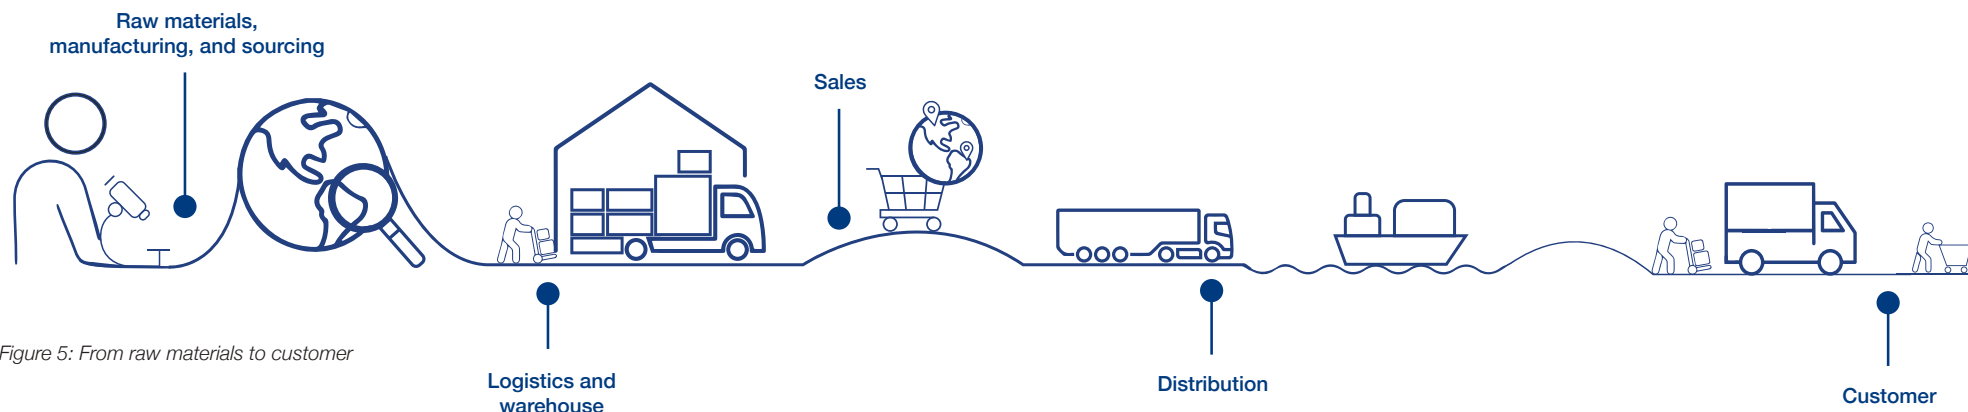 Raw materials,
manufacturing, and sourcing
Sales
Figure 5: From raw materials to customer
Logistics and
warehouse
Distribution
Customer